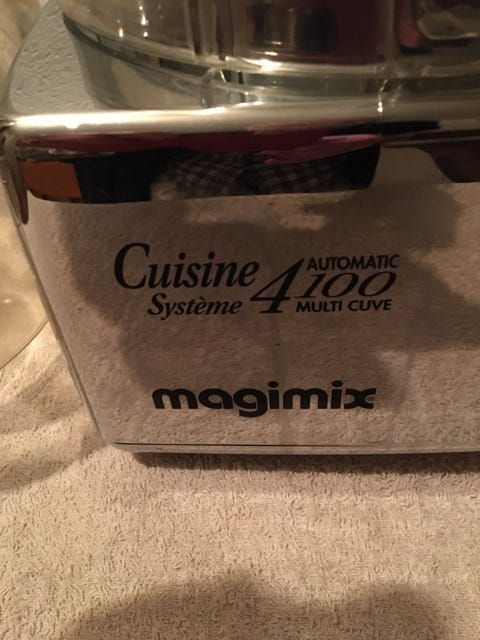 Cuisine
Système 4100
AUTOMATIC
MULTI CUVE
magimix